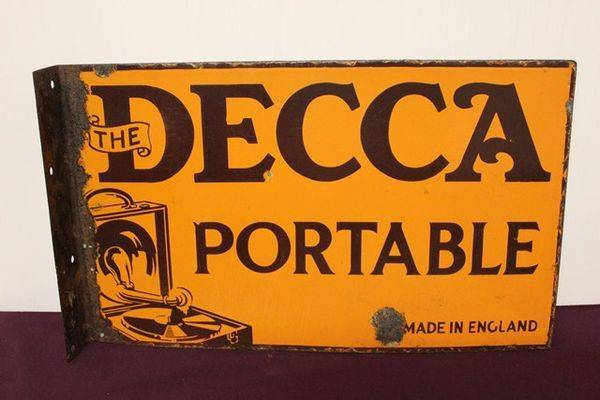 THE
DECCA
PORTABLE
MADE IN ENGLAND